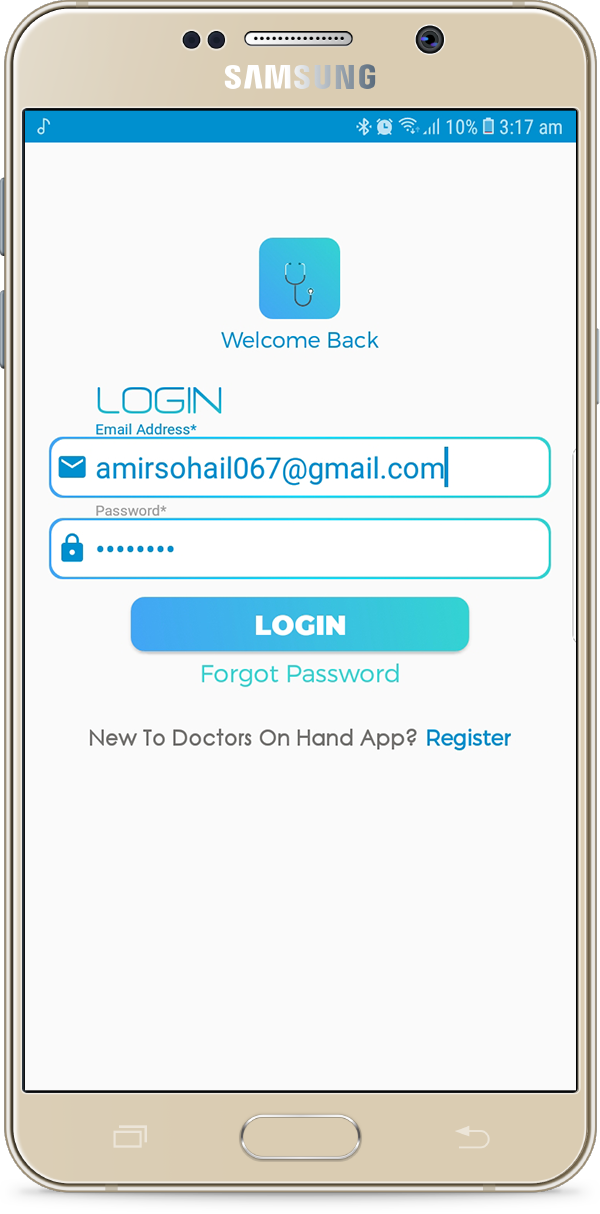 SAMSUNG
10% 3:17 am
Welcome Back
LOGIN
Email Address*
amirsohail067@gmail.com
Password*
••••••••
LOGIN
Forgot Password
New To Doctors On Hand App? Register